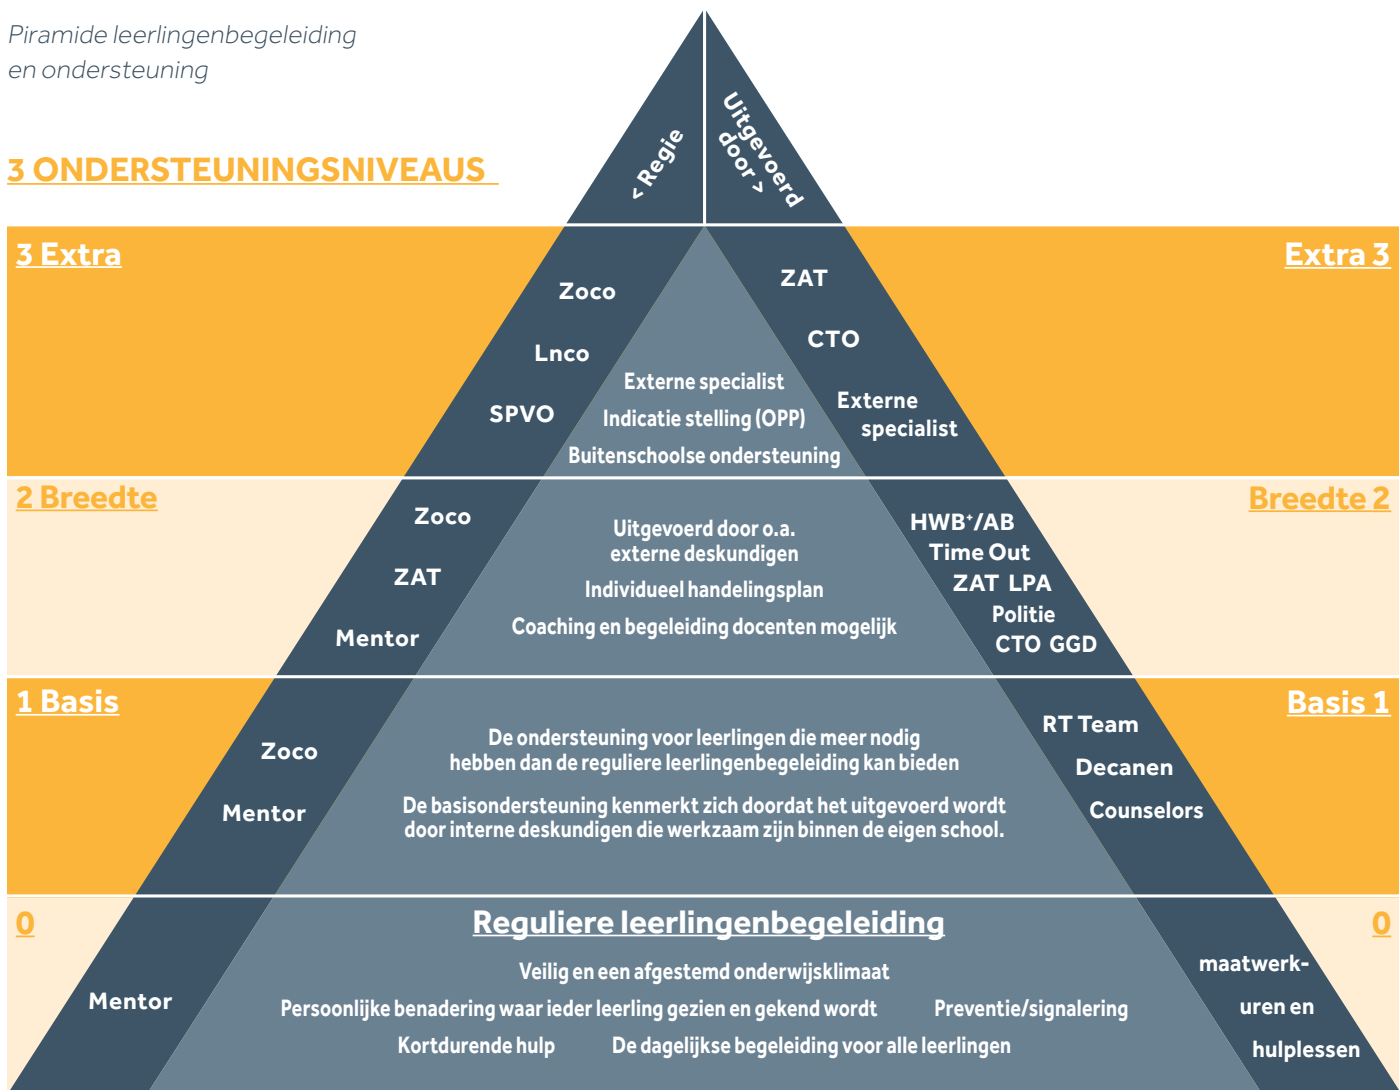 Piramide leerlingenbegeleiding
en ondersteuning
3 ONDERSTEUNINGSNIVEAUS
< Regie
Uitgevoerd
door >
3 Extra
Extra 3
Zoco
Lnco
SPVO
Externe specialist
Indicatie stelling (OPP)
Buitenschoolse ondersteuning
ZAT
CTO
Externe
specialist
2 Breedte
Breedte 2
Zoco
ZAT
Mentor
Uitgevoerd door o.a.
externe deskundigen
Individueel handelingsplan
Coaching en begeleiding docenten mogelijk
HWB⁺/AB
Time Out
ZAT LPA
Politie
CTO GGD
1 Basis
Basis 1
Zoco
Mentor
De ondersteuning voor leerlingen die meer nodig
hebben dan de reguliere leerlingenbegeleiding kan bieden
De basisondersteuning kenmerkt zich doordat het uitgevoerd wordt
door interne deskundigen die werkzaam zijn binnen de eigen school.
RT Team
Decanen
Counselors
0
0
Mentor
Reguliere leerlingenbegeleiding
Veilig en een afgestemd onderwijsklimaat
Persoonlijke benadering waar ieder leerling gezien en gekend wordt Preventie/signalering
Kortdurende hulp De dagelijkse begeleiding voor alle leerlingen
maatwerk-
uren en
hulplessen